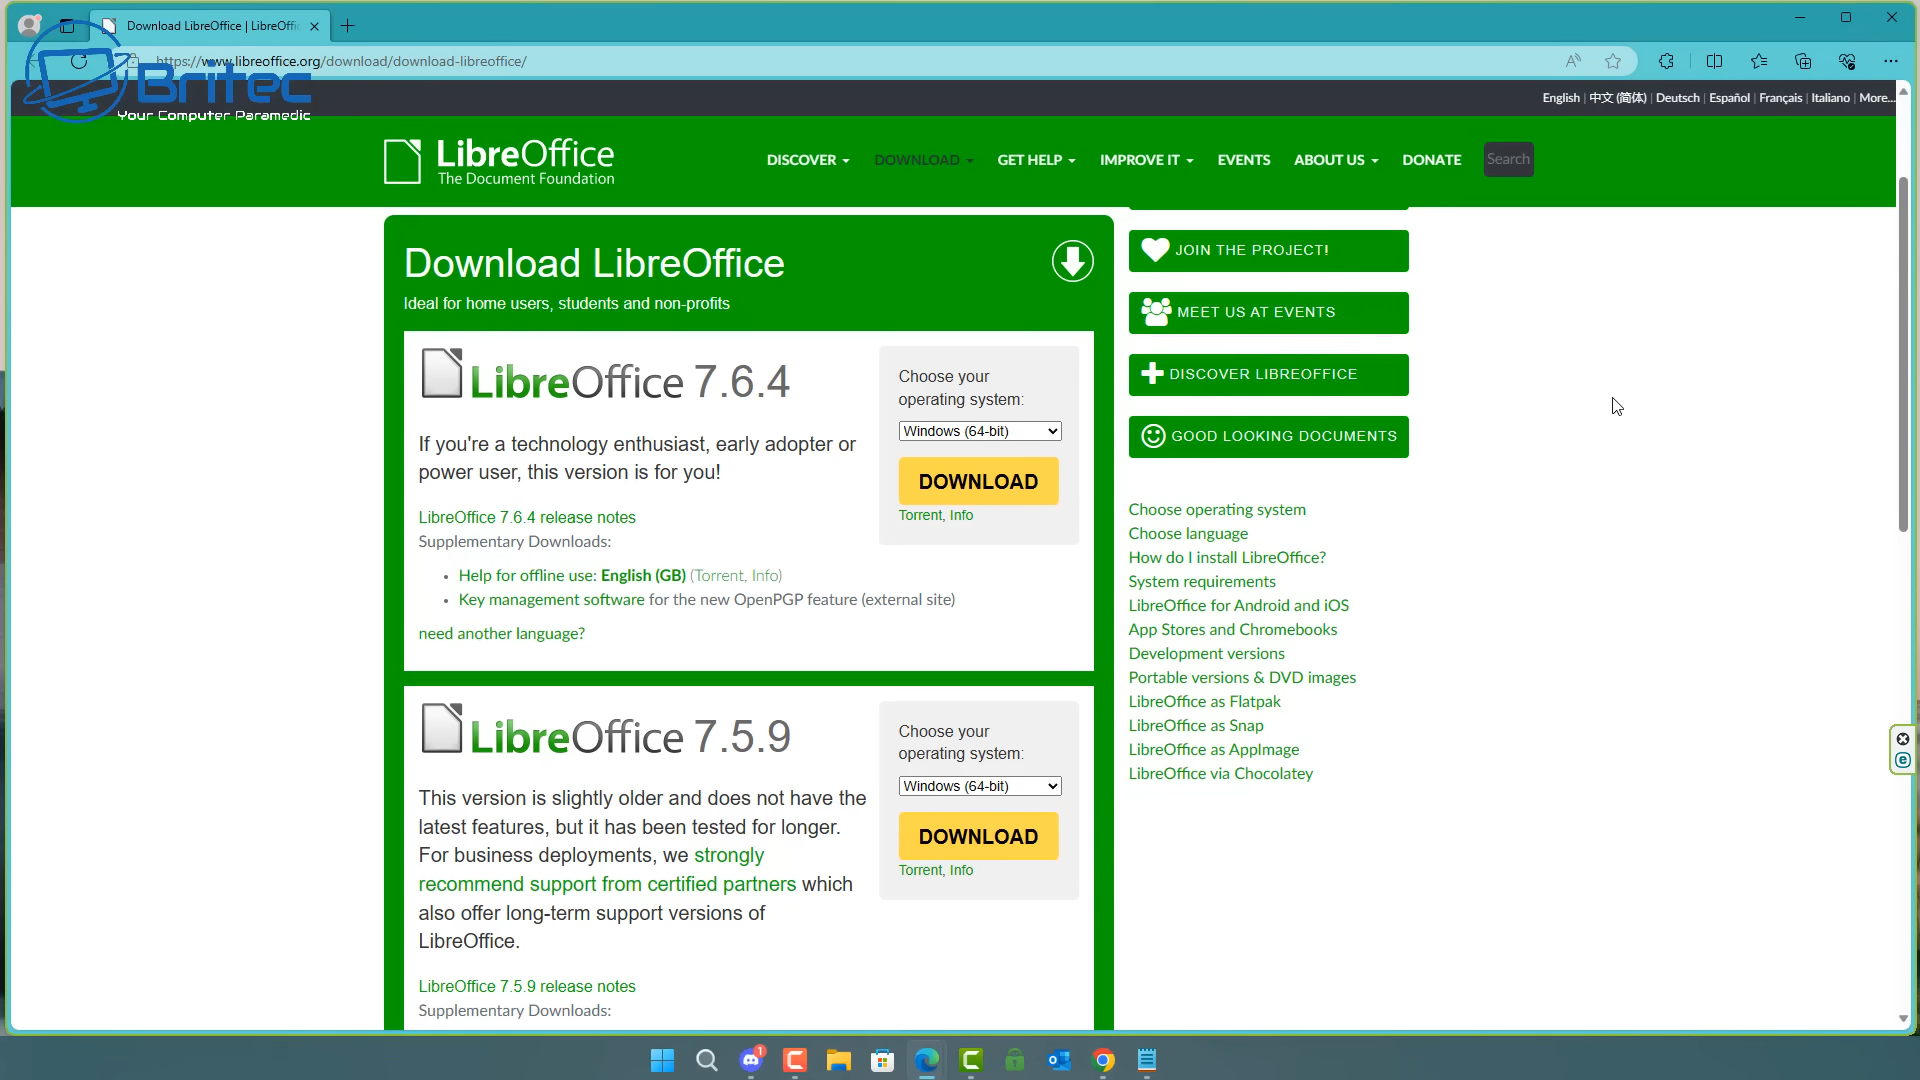 Download LibreOffice | LibreOffic
https://www.libreoffice.org/download/download-libreoffice/
Britec
Your Computer Paramedic
English | 中文 (简体) | Deutsch | Español | Français | Italiano | More...
LibreOffice
The Document Foundation
DISCOVER
DOWNLOAD
GET HELP
IMPROVE IT
EVENTS
ABOUT US
DONATE
Search
Download LibreOffice
Ideal for home users, students and non-profits
LibreOffice 7.6.4
If you're a technology enthusiast, early adopter or
power user, this version is for you!
LibreOffice 7.6.4 release notes
Supplementary Downloads:
• Help for offline use: English (GB) (Torrent, Info)
• Key management software for the new OpenPGP feature (external site)
need another language?
Choose your
operating system:
Windows (64-bit)
DOWNLOAD
Torrent, Info
LibreOffice 7.5.9
This version is slightly older and does not have the
latest features, but it has been tested for longer.
For business deployments, we strongly
recommend support from certified partners which
also offer long-term support versions of
LibreOffice.
LibreOffice 7.5.9 release notes
Supplementary Downloads:
Choose your
operating system:
Windows (64-bit)
DOWNLOAD
Torrent, Info
JOIN THE PROJECT!
MEET US AT EVENTS
DISCOVER LIBREOFFICE
GOOD LOOKING DOCUMENTS
Choose operating system
Choose language
How do I install LibreOffice?
System requirements
LibreOffice for Android and iOS
App Stores and Chromebooks
Development versions
Portable versions & DVD images
LibreOffice as Flatpak
LibreOffice as Snap
LibreOffice as AppImage
LibreOffice via Chocolatey
1